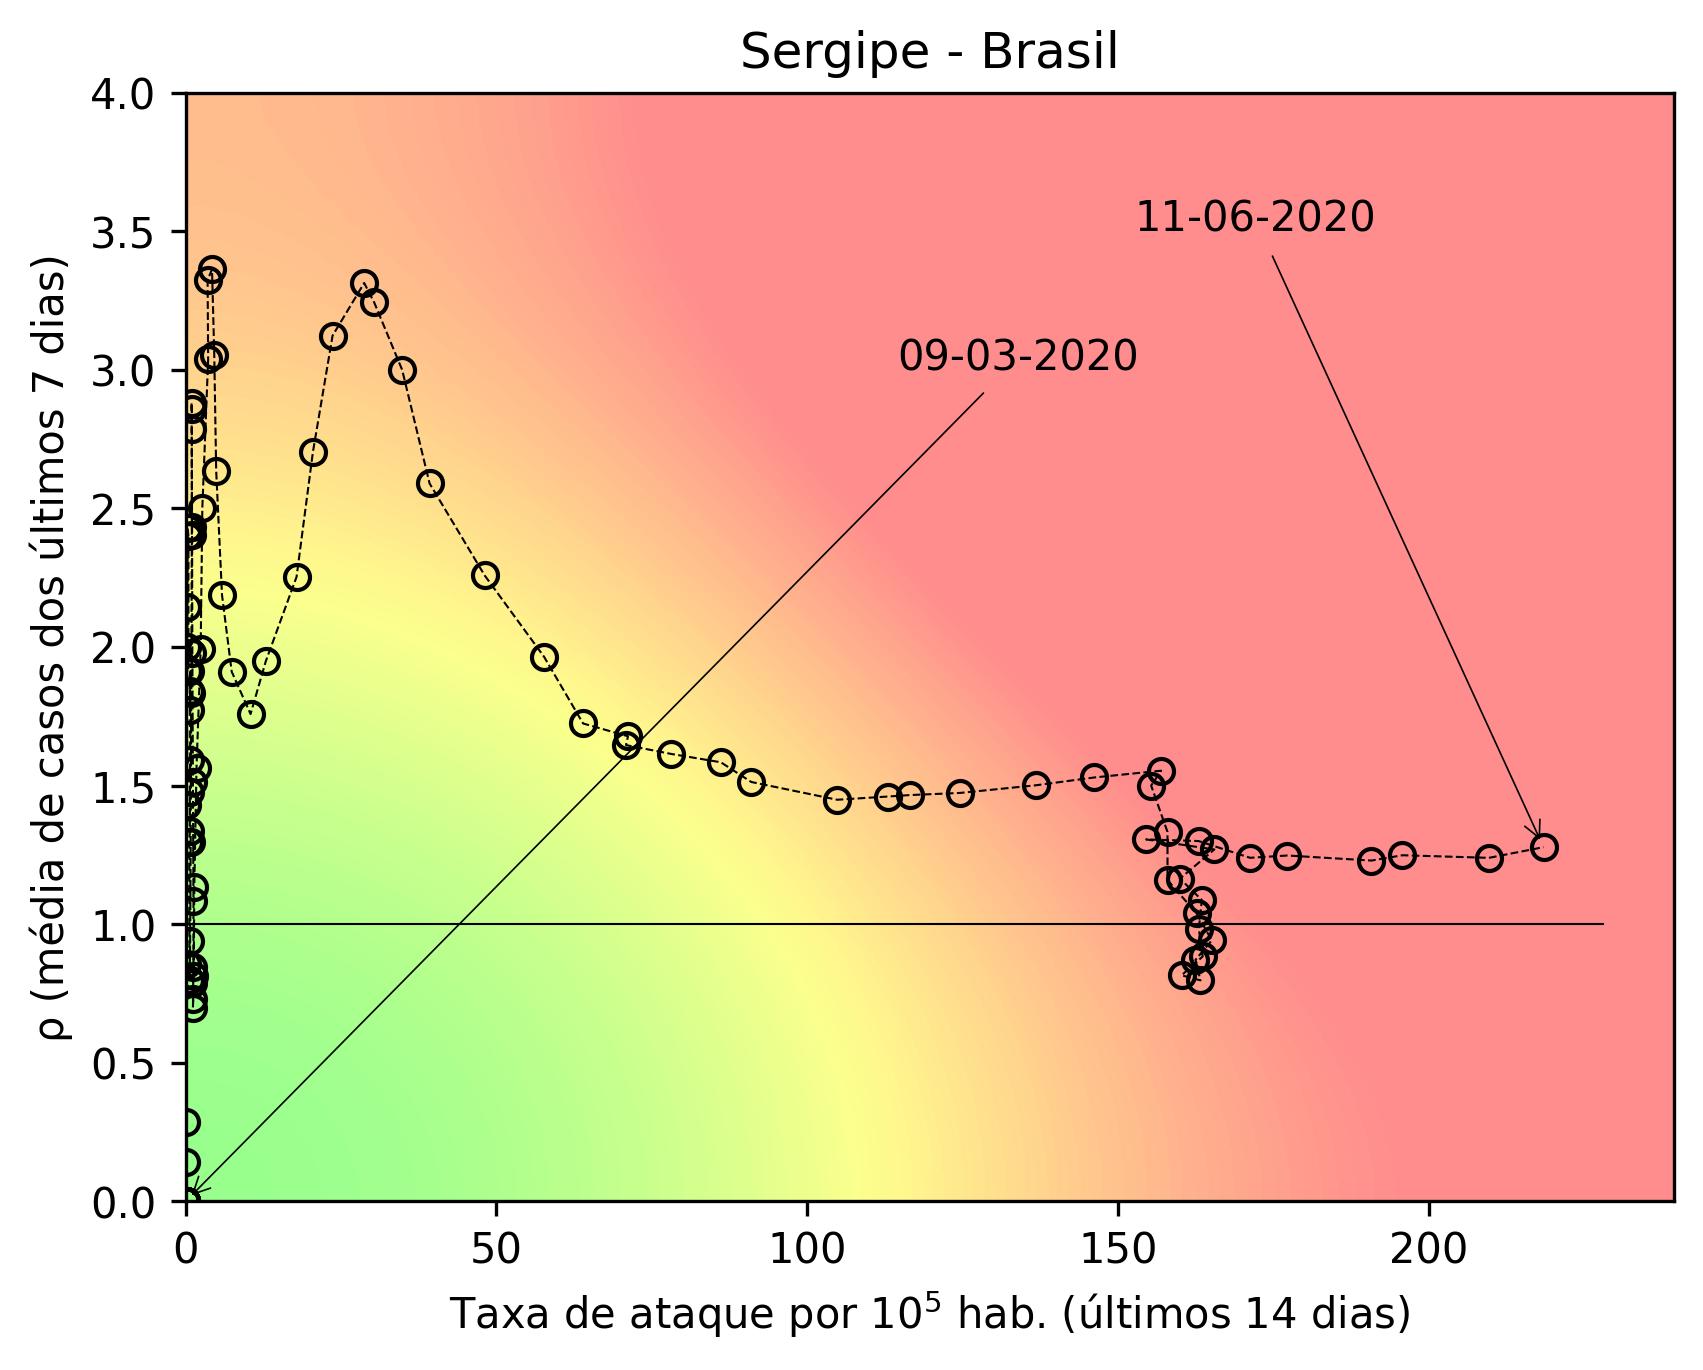 Sergipe - Brasil
4.0
3.5
3.0
2.5
2.0
1.5
1.0
0.5
0.0
ρ (média de casos dos últimos 7 dias)
11-06-2020
09-03-2020
0 50 100 150 200
Taxa de ataque por 10⁵ hab. (últimos 14 dias)